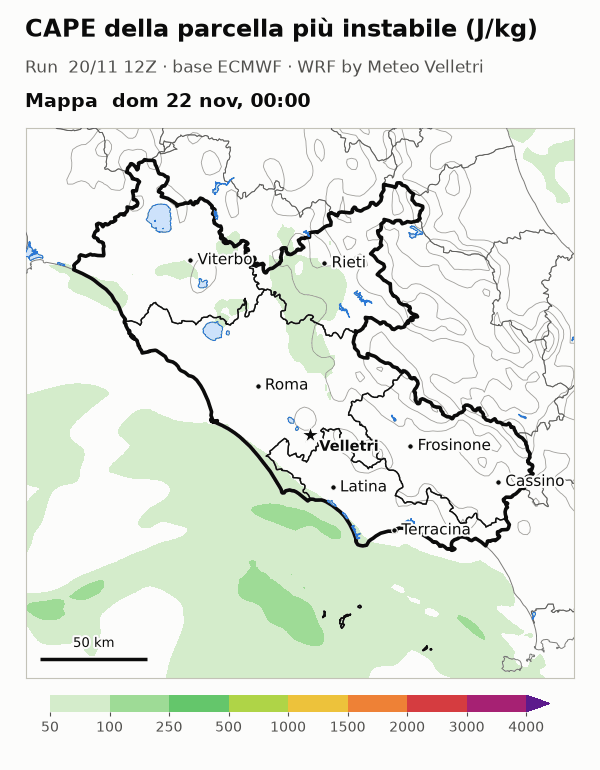 CAPE della parcella più instabile (J/kg)
Run  20/11 12Z · base ECMWF · WRF by Meteo Velletri
Mappa  dom 22 nov, 00:00
Viterbo
Rieti
Roma
Velletri
Frosinone
Cassino
Latina
Terracina
50 km
50 100 250 500 1000 1500 2000 3000 4000